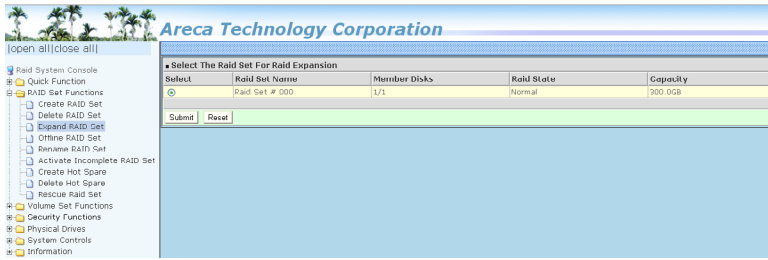 Areca Technology Corporation
|open all|close all|
Raid System Console
Quick Function
RAID Set Functions
Create RAID Set
Delete RAID Set
Expand RAID Set
Offline RAID Set
Rename RAID Set
Activate Incomplete RAID Set
Create Hot Spare
Delete Hot Spare
Rescue Raid Set
Volume Set Functions
Security Functions
Physical Drives
System Controls
Information
Select The Raid Set For Raid Expansion
Select Raid Set Name Member Disks Raid State Capacity
Raid Set # 000 1/1 Normal 300.0GB
Submit Reset